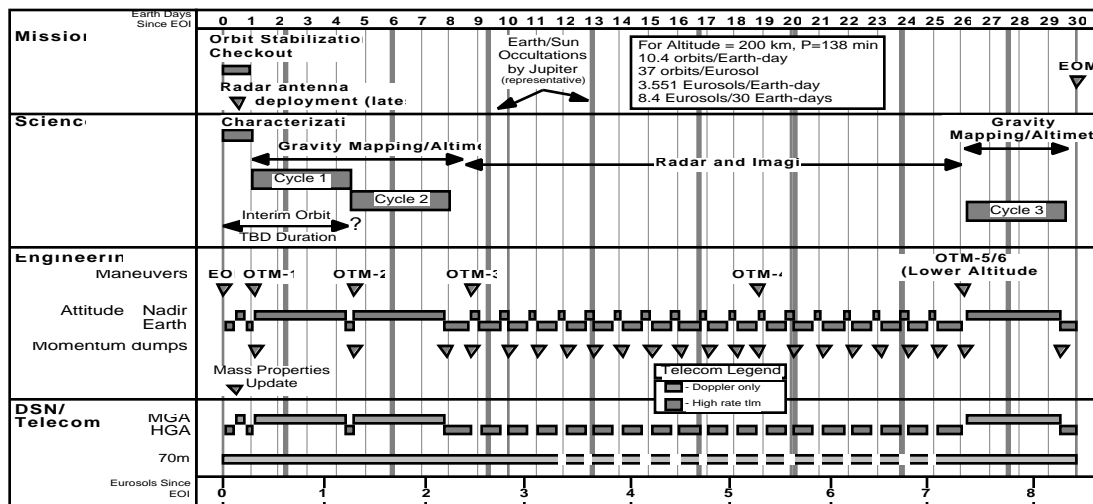 Earth Days
Since EOI
0 1 2 3 4 5 6 7 8 9 10 11 12 13 14 15 16 17 18 19 20 21 22 23 24 25 26 27 28 29 30
Mission
Orbit Stabilizatio
Checkout
Radar antenna
deployment (late
Earth/Sun
Occultations
by Jupiter
(representative)
For Altitude = 200 km, P=138 min
10.4 orbits/Earth-day
37 orbits/Eurosol
3.551 Eurosols/Earth-day
8.4 Eurosols/30 Earth-days
EOM
Science
Characterizati
Gravity Mapping/Altime
Radar and Imagi
Gravity
Mapping/Altimet
Cycle 1
Cycle 2
Cycle 3
Interim Orbit
TBD Duration
?
Engineering
Maneuvers
EO OTM-1 OTM-2 OTM-3 OTM-4
OTM-5/6
(Lower Altitude
Attitude Nadir
Earth
Momentum dumps
Mass Properties
Update
Telecom Legend
- Doppler only
- High rate tlm
DSN/
Telecom
MGA
HGA
70m
Eurosols Since
EOI
0 1 2 3 4 5 6 7 8